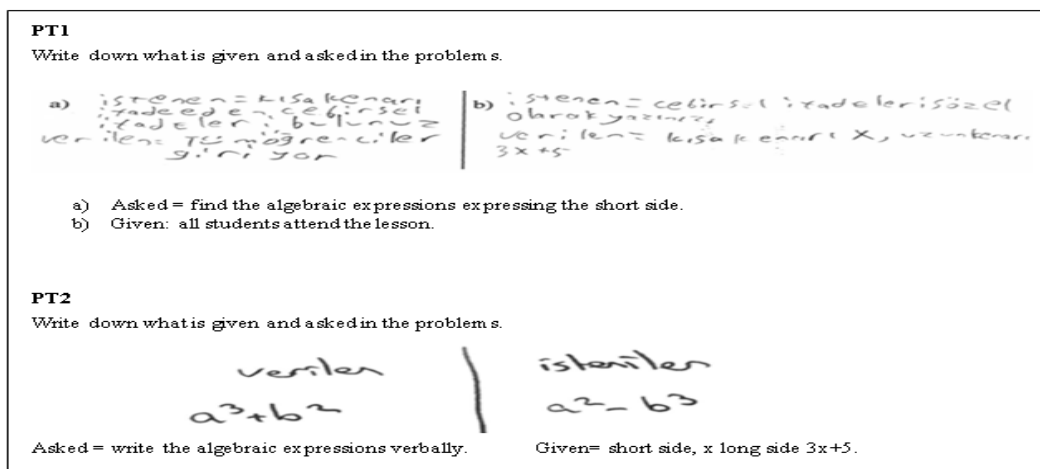 PT1
Write down what is given and asked in the problems.
a) istenen = kısa kenarı
ifade eden cebirsel
ifadeleri bulunuz
verilen: Tüm öğrenciler
giriyor
b) istenen = cebirsel ifadeleri sözel
olarak yazınız,
verilen = kısa kenarı x, uzun kenarı
3x+5
a) Asked = find the algebraic expressions expressing the short side.
b) Given: all students attend the lesson.
PT2
Write down what is given and asked in the problems.
verilen
istenilen
a³+b²
a²-b³
Asked = write the algebraic expressions verbally. Given= short side, x long side 3x+5.